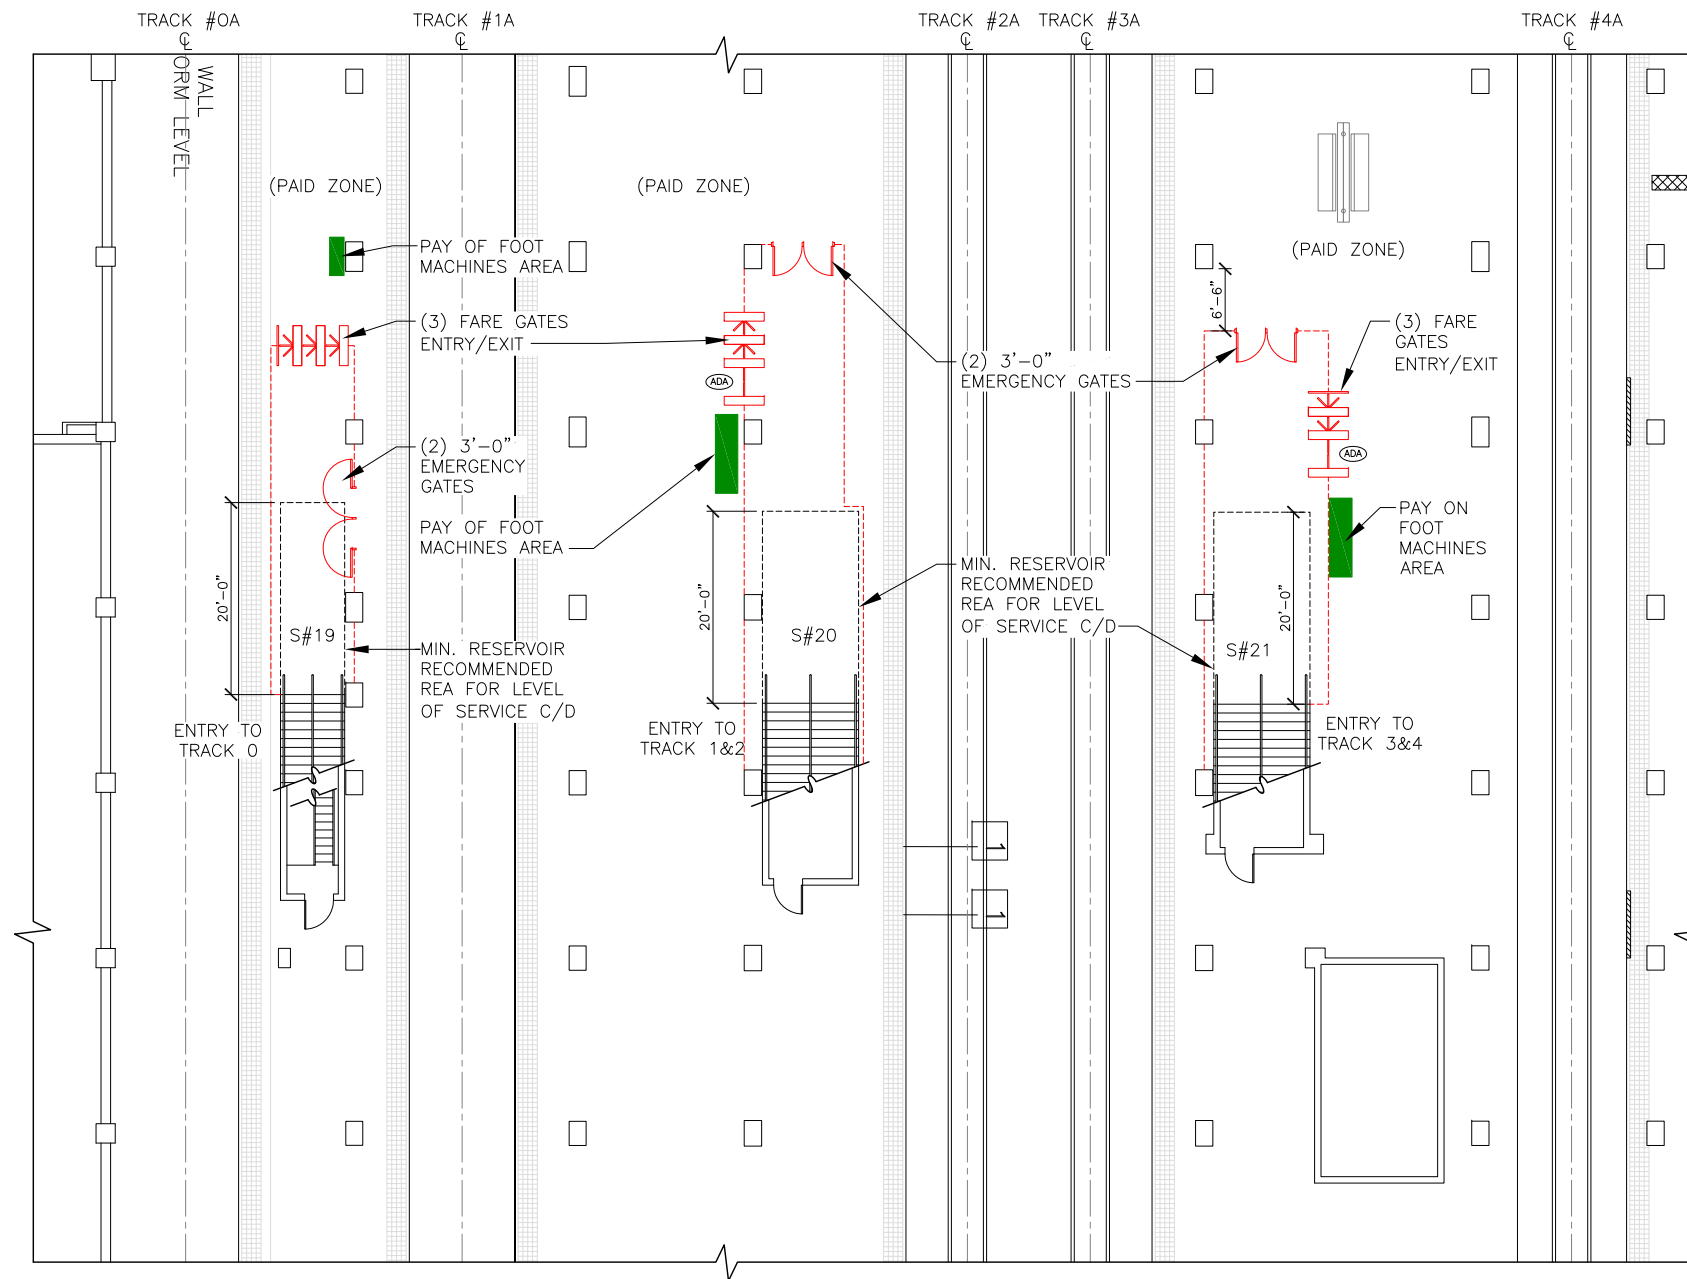 TRACK #0A
TRACK #1A
TRACK #2A
TRACK #3A
TRACK #4A
WALL
ORM LEVEL
(PAID ZONE)
(PAID ZONE)
(PAID ZONE)
PAY OF FOOT
MACHINES AREA
(3) FARE GATES
ENTRY/EXIT
(2) 3'-0"
EMERGENCY
GATES
PAY OF FOOT
MACHINES AREA
20'-0"
S#19
MIN. RESERVOIR
RECOMMENDED
REA FOR LEVEL
OF SERVICE C/D
ENTRY TO
TRACK 0
ADA
20'-0"
S#20
ENTRY TO
TRACK 1&2
(2) 3'-0"
EMERGENCY GATES
MIN. RESERVOIR
RECOMMENDED
REA FOR LEVEL
OF SERVICE C/D
1
1
6'-6"
(3) FARE
GATES
ENTRY/EXIT
ADA
PAY ON
FOOT
MACHINES
AREA
20'-0"
S#21
ENTRY TO
TRACK 3&4